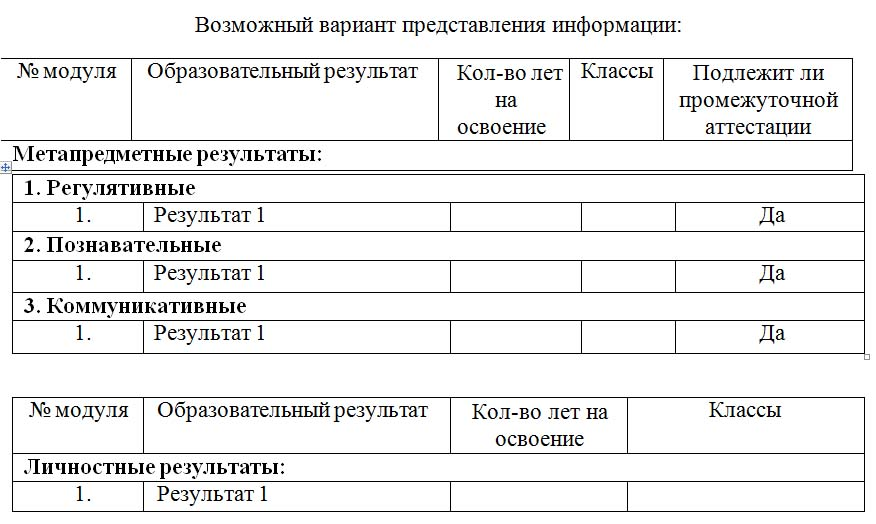 Возможный вариант представления информации:
№ модуля Образовательный результат Кол-во лет на освоение Классы Подлежит ли промежуточной аттестации
Метапредметные результаты:
1. Регулятивные
1. Результат 1 Да
2. Познавательные
1. Результат 1 Да
3. Коммуникативные
1. Результат 1 Да
№ модуля Образовательный результат Кол-во лет на освоение Классы
Личностные результаты:
1. Результат 1